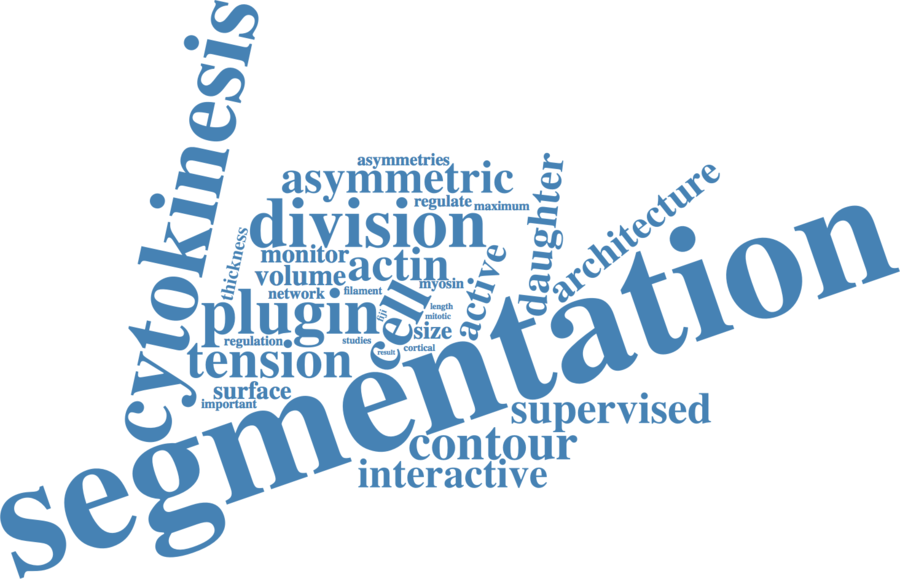 cytokinesis
asymmetries
asymmetric
regulate
maximum
division
daughter
architecture
thickness
monitor
actin
active
volume
myosin
network
filament
cell
plugin
fiji
length
mitotic
size
regulation
studies
result
cortical
tension
surface
important
segmentation
supervised
contour
interactive